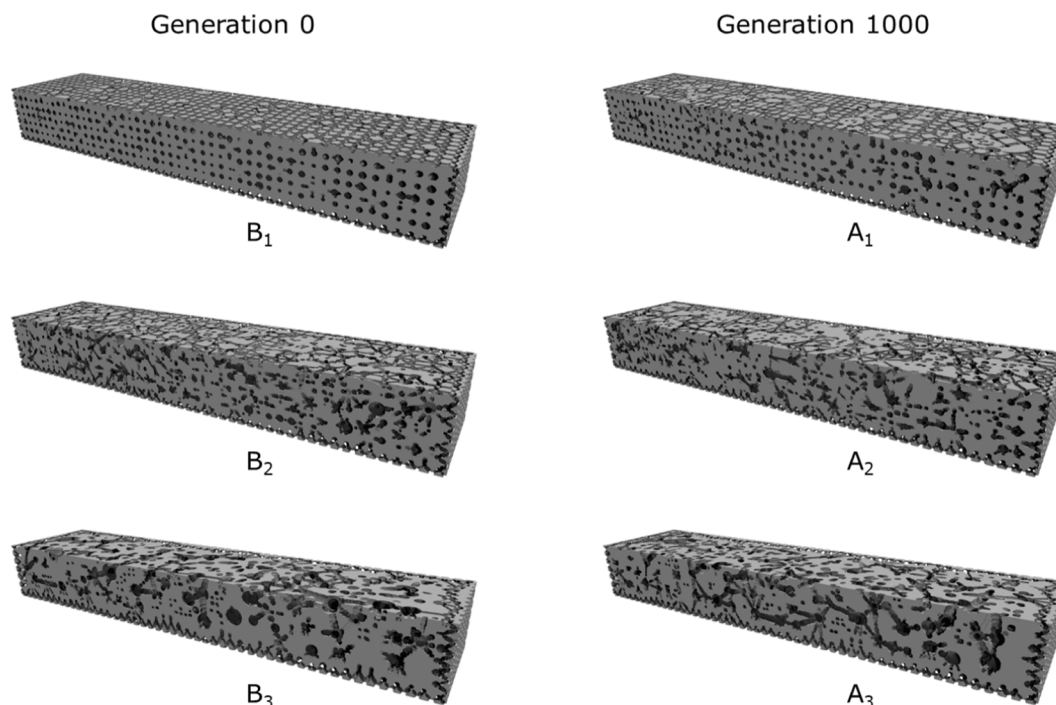 Generation 0
Generation 1000
B₁
A₁
B₂
A₂
B₃
A₃